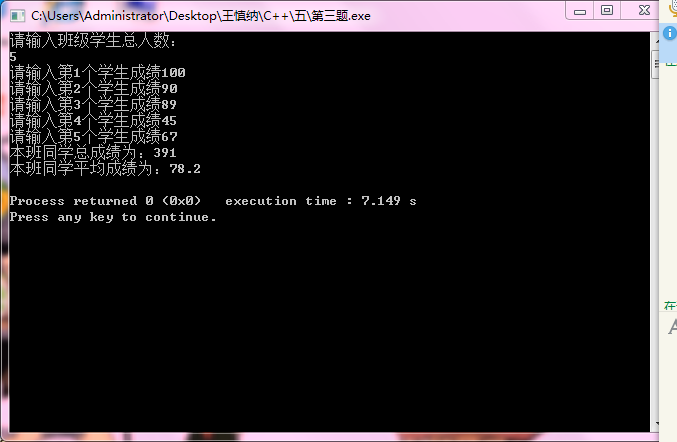 C:\Users\Administrator\Desktop\王慎纳\C++\五\第三题.exe
请输入班级学生总人数：
5
请输入第1个学生成绩100
请输入第2个学生成绩90
请输入第3个学生成绩89
请输入第4个学生成绩45
请输入第5个学生成绩67
本班同学总成绩为：391
本班同学平均成绩为：78.2
Process returned 0 (0x0)   execution time : 7.149 s
Press any key to continue.
在